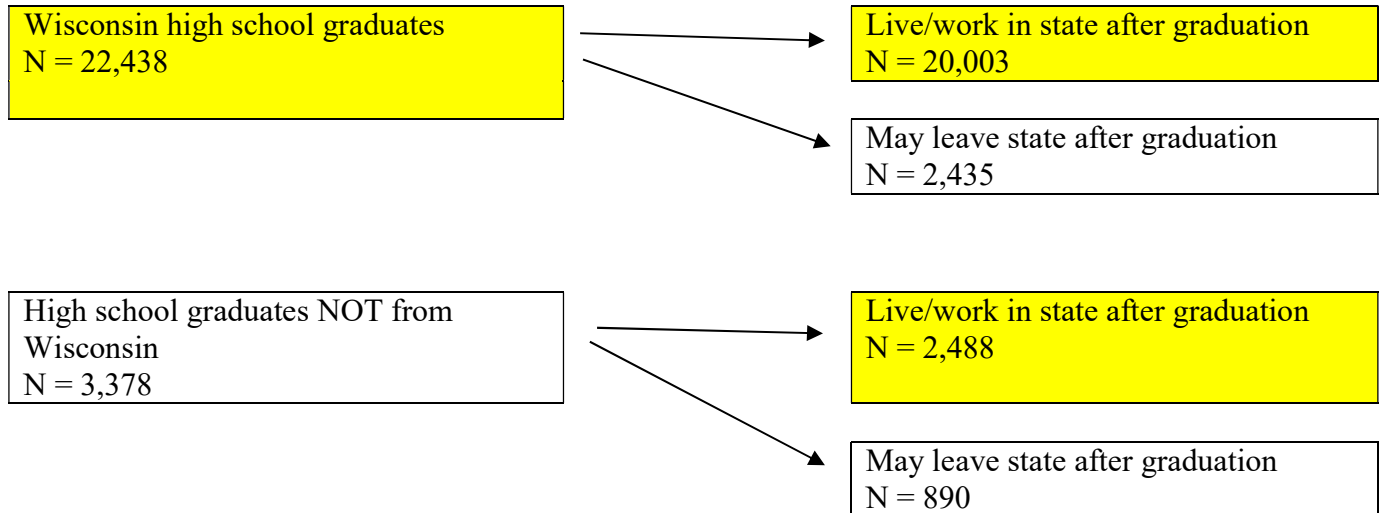 Wisconsin high school graduates
N = 22,438
Live/work in state after graduation
N = 20,003
May leave state after graduation
N = 2,435
High school graduates NOT from
Wisconsin
N = 3,378
Live/work in state after graduation
N = 2,488
May leave state after graduation
N = 890